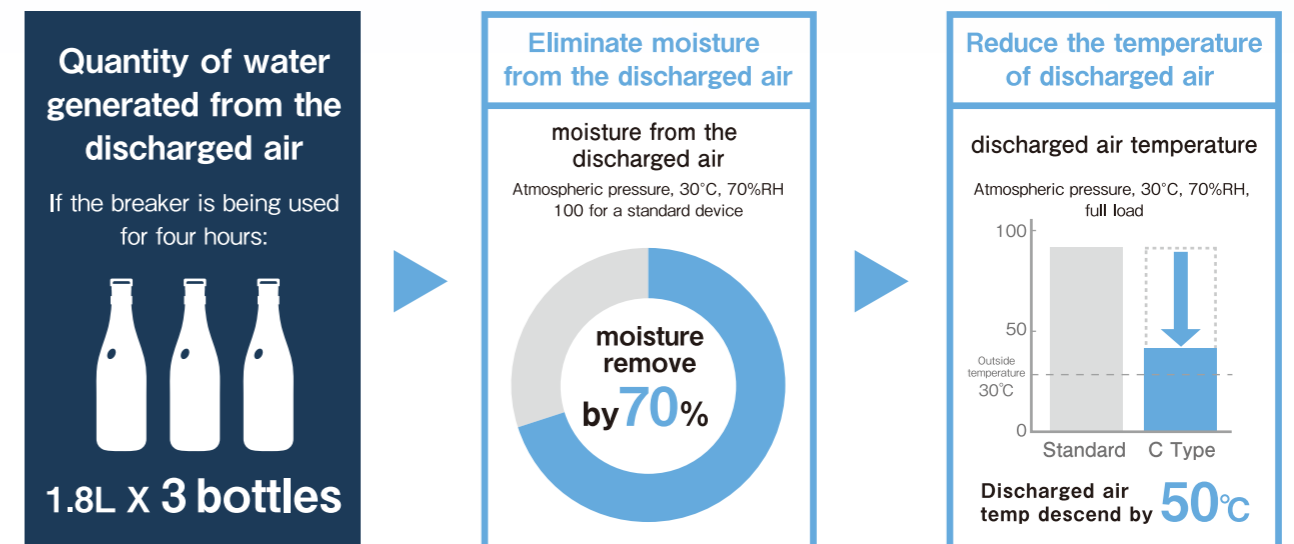 Quantity of water
generated from the
discharged air
If the breaker is being used
for four hours:
1.8L X 3 bottles
Eliminate moisture
from the discharged air
moisture from the
discharged air
Atmospheric pressure, 30°C, 70%RH
100 for a standard device
moisture
remove
by 70%
Reduce the temperature
of discharged air
discharged air temperature
Atmospheric pressure, 30°C, 70%RH,
full load
100
50
Outside
temperature
30℃
0
Standard C Type
Discharged air
temp descend by 50℃